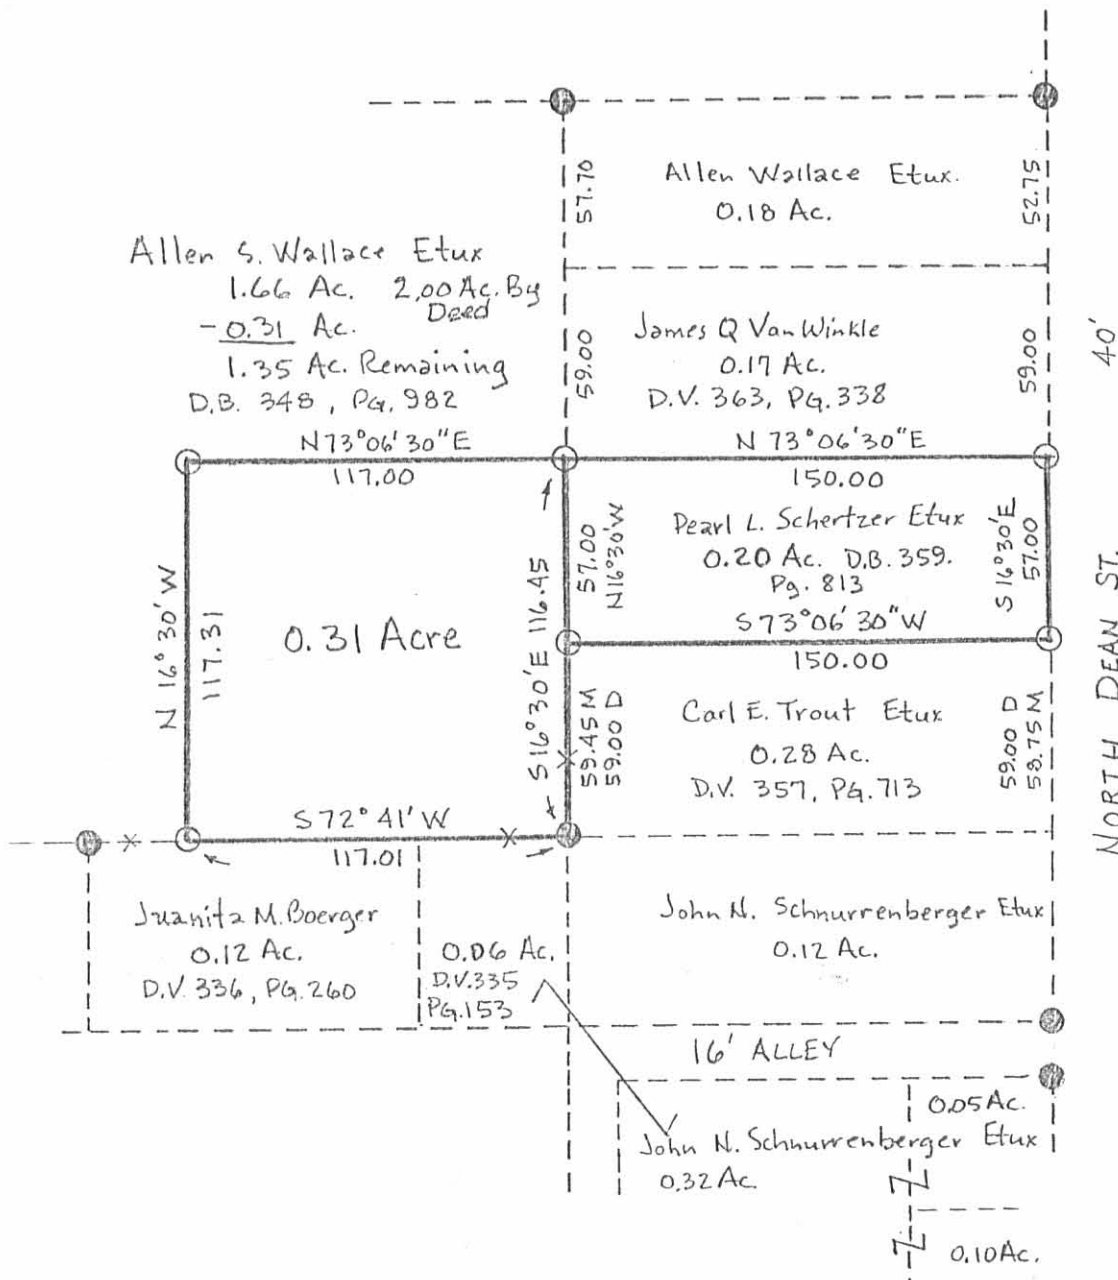 57.70
Allen Wallace Etux.
0.18 Ac.
52.75
Allen S. Wallace Etux
1.66 Ac. 2.00 Ac. By
Deed
-0.31 Ac.
1.35 Ac. Remaining
D.B. 348, PG. 982
59.00
James Q Van Winkle
0.17 Ac.
D.V. 363, PG. 338
59.00
40'
NORTH DEAN ST.
N73°06'30"E
117.00
N 73°06'30"E
150.00
N 16°30'W
117.31
0.31 Acre
S16°30'E 116.45
57.00
N16°30'W
Pearl L. Schertzer Etux
0.20 Ac. D.B. 359.
Pg. 813
S 16°30'E
57.00
S73°06'30"W
150.00
59.45 M
59.00 D
Carl E. Trout Etux
0.28 Ac.
D.V. 357, PG. 713
59.00 D
58.75 M
S72°41'W
117.01
Juanita M. Boerger
0.12 Ac.
D.V. 336, PG. 260
0.06 Ac.
D.V. 335
PG. 153
John N. Schnurrenberger Etux
0.12 Ac.
16' ALLEY
0.05 Ac.
John N. Schnurrenberger Etux
0.32 Ac.
0.10 Ac.